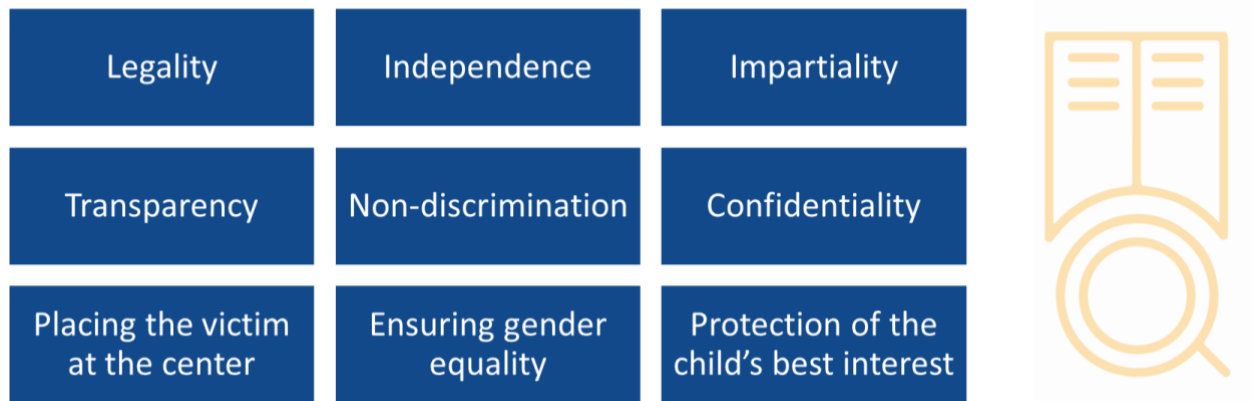 Legality
Independence
Impartiality
Transparency
Non-discrimination
Confidentiality
Placing the victim
at the center
Ensuring gender
equality
Protection of the
child's best interest